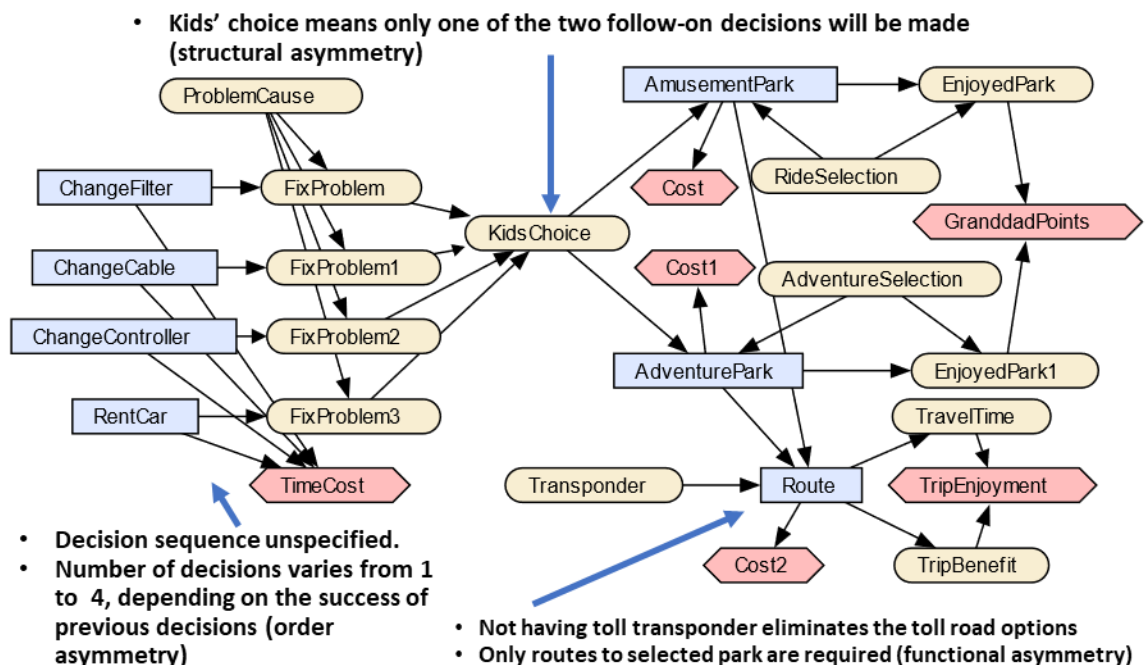 • Kids’ choice means only one of the two follow-on decisions will be made
(structural asymmetry)
ProblemCause
AmusementPark
EnjoyedPark
ChangeFilter
FixProblem
Cost
RideSelection
KidsChoice
GranddadPoints
ChangeCable
FixProblem1
Cost1
AdventureSelection
ChangeController
FixProblem2
AdventurePark
EnjoyedPark1
RentCar
FixProblem3
TravelTime
TimeCost
Transponder
Route
TripEnjoyment
Cost2
TripBenefit
• Decision sequence unspecified.
• Number of decisions varies from 1
to 4, depending on the success of
previous decisions (order
asymmetry)
• Not having toll transponder eliminates the toll road options
• Only routes to selected park are required (functional asymmetry)